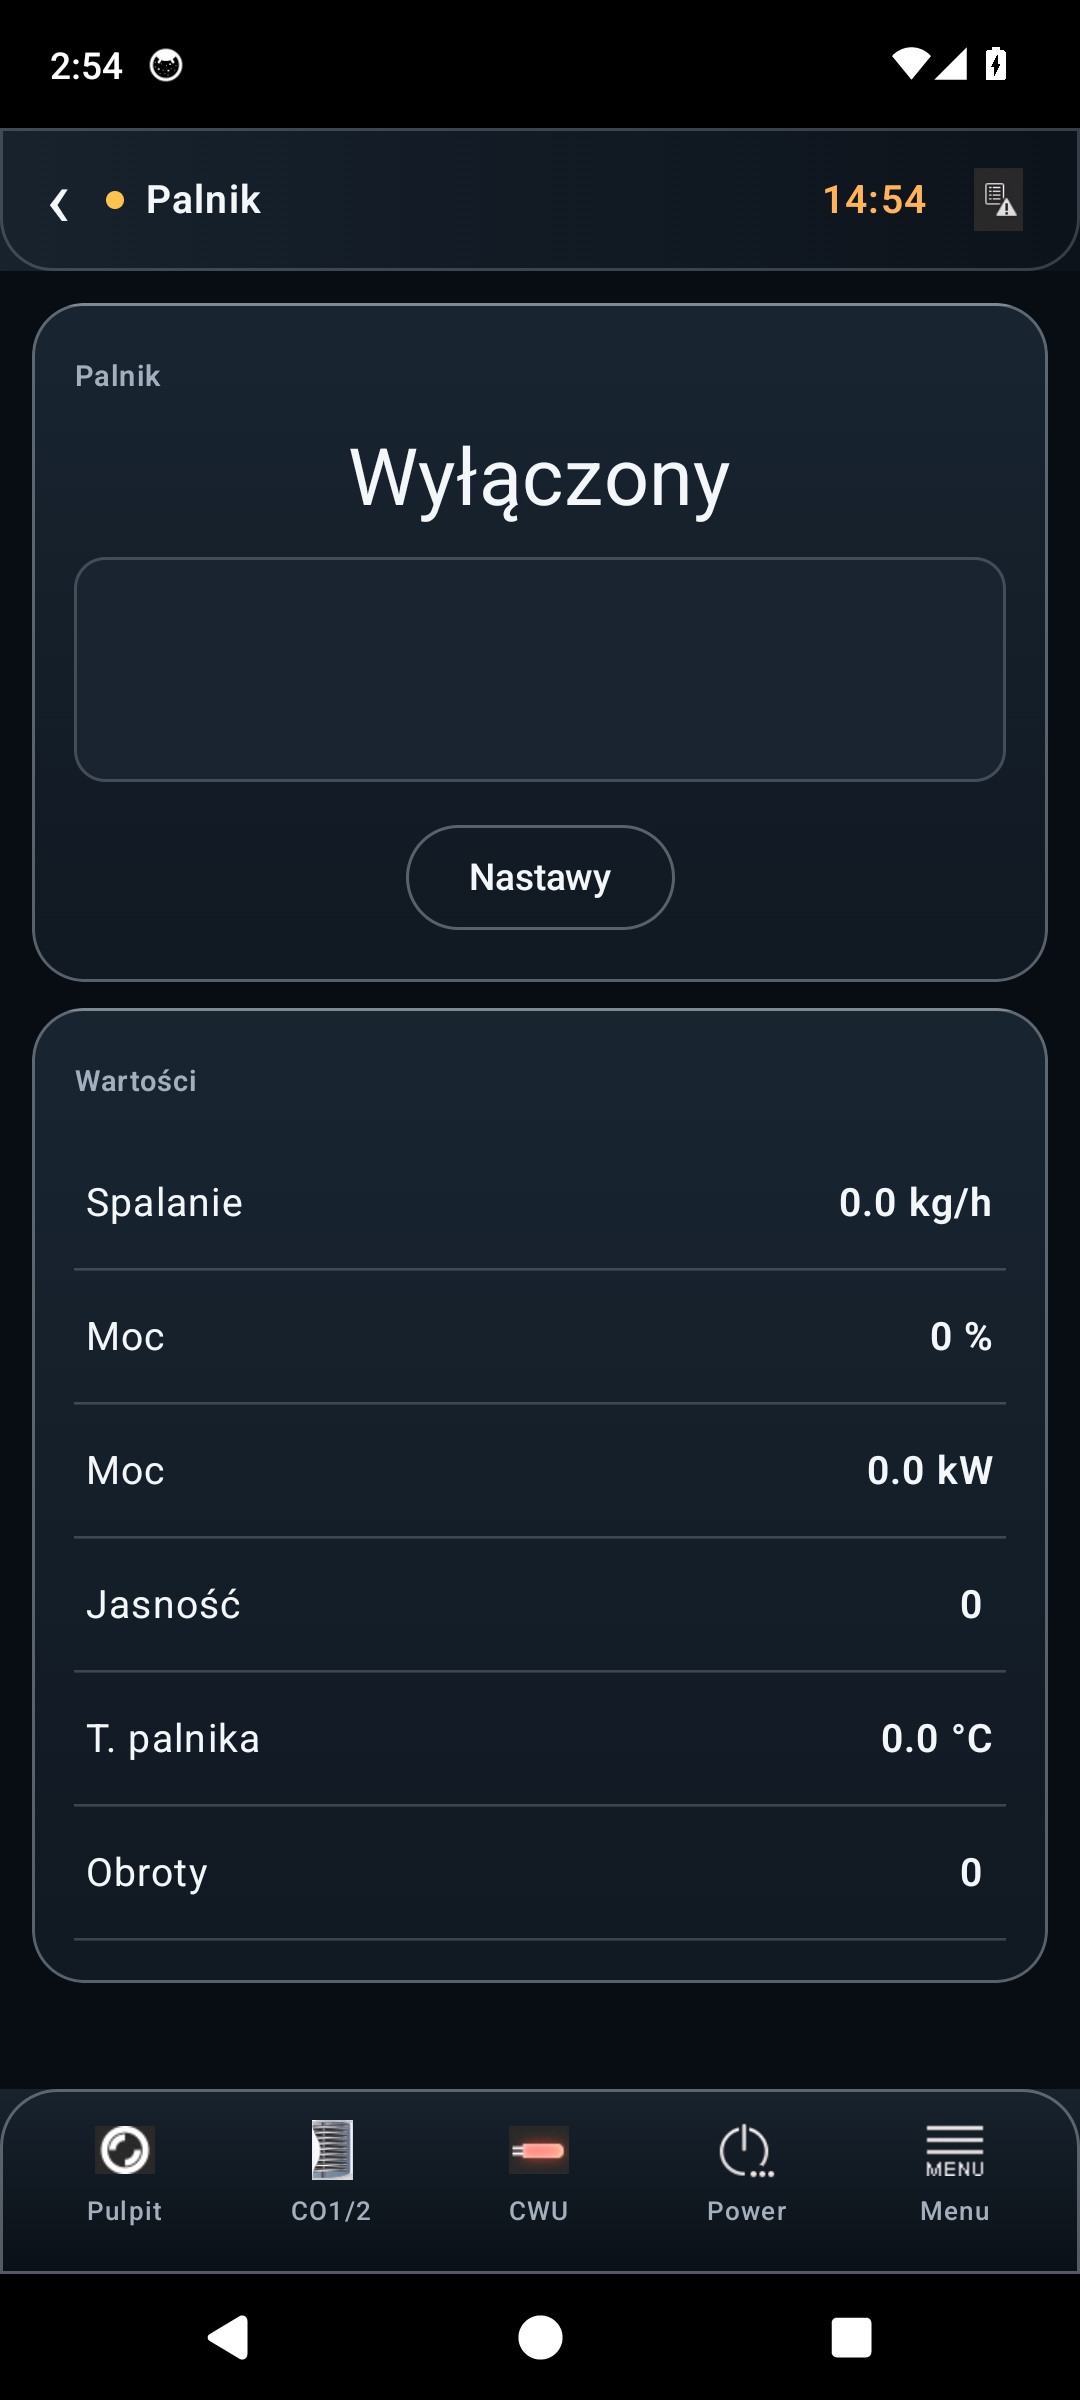 2:54
‹ Palnik 14:54
Palnik
Wyłączony
Nastawy
Wartości
Spalanie 0.0 kg/h
Moc 0 %
Moc 0.0 kW
Jasność 0
T. palnika 0.0 °C
Obroty 0
MENU
Pulpit CO1/2 CWU Power Menu